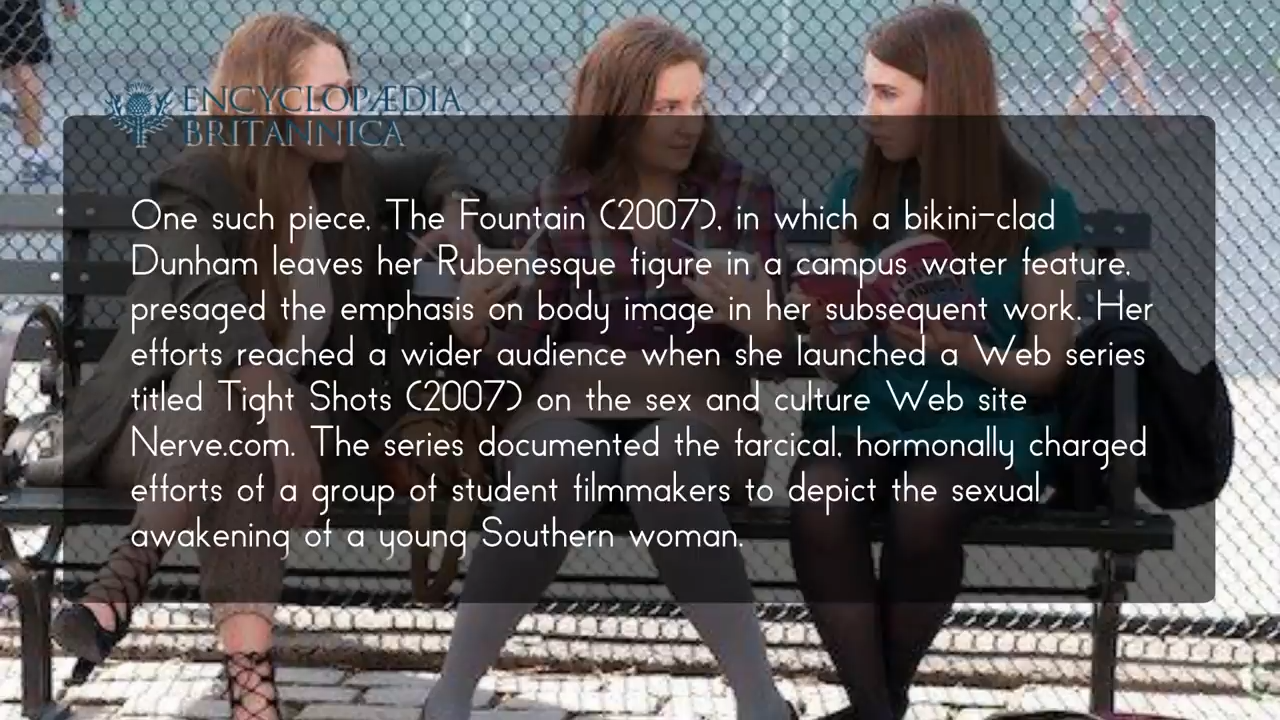 ENCYCLOPÆDIA
BRITANNICA
One such piece, The Fountain (2007), in which a bikini-clad
Dunham leaves her Rubenesque figure in a campus water feature,
presaged the emphasis on body image in her subsequent work. Her
efforts reached a wider audience when she launched a Web series
titled Tight Shots (2007) on the sex and culture Web site
Nerve.com. The series documented the farcical, hormonally charged
efforts of a group of student filmmakers to depict the sexual
awakening of a young Southern woman.